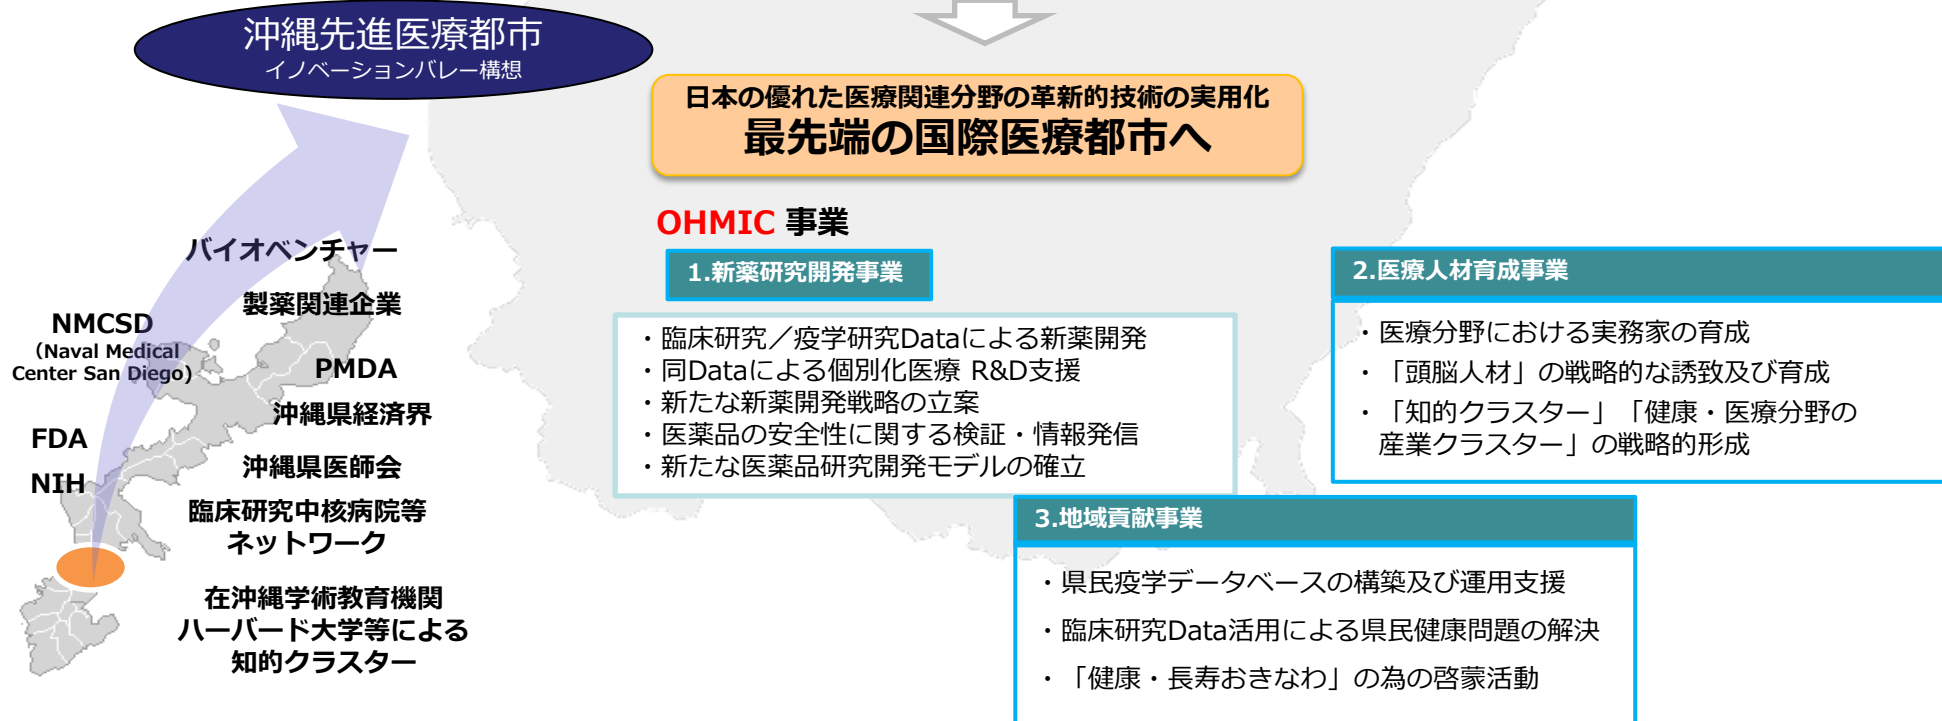 沖縄先進医療都市
イノベーションバレー構想
日本の優れた医療関連分野の革新的技術の実用化
最先端の国際医療都市へ
バイオベンチャー
製薬関連企業
NMCSD
(Naval Medical
Center San Diego)
PMDA
沖縄県経済界
FDA
沖縄県医師会
NIH
臨床研究中核病院等
ネットワーク
在沖縄学術教育機関
ハーバード大学等による
知的クラスター
OHMIC 事業
1.新薬研究開発事業
・臨床研究／疫学研究Dataによる新薬開発
・同Dataによる個別化医療 R&D支援
・新たな新薬開発戦略の立案
・医薬品の安全性に関する検証・情報発信
・新たな医薬品研究開発モデルの確立
2.医療人材育成事業
・医療分野における実務家の育成
・「頭脳人材」の戦略的な誘致及び育成
・「知的クラスター」「健康・医療分野の
産業クラスター」の戦略的形成
3.地域貢献事業
・県民疫学データベースの構築及び運用支援
・臨床研究Data活用による県民健康問題の解決
・「健康・長寿おきなわ」の為の啓蒙活動